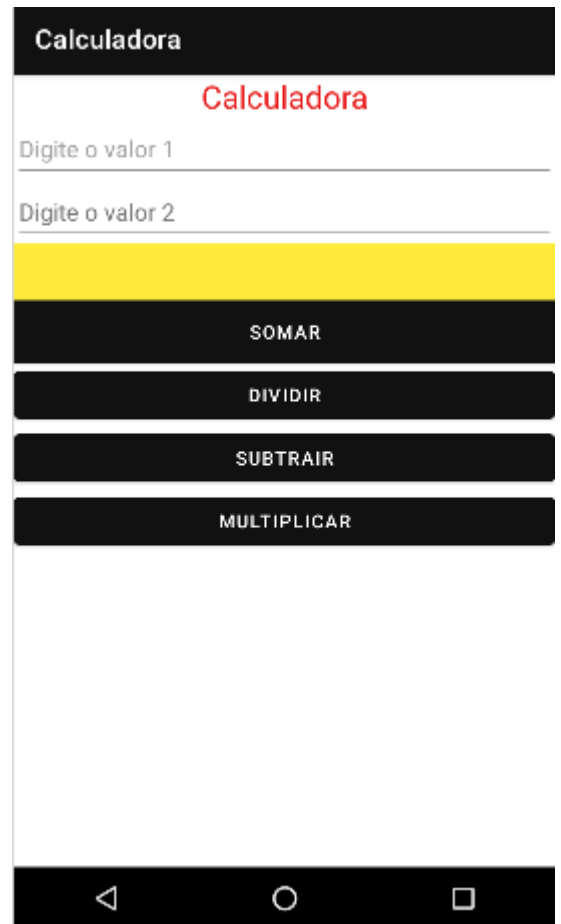 Calculadora
Calculadora
Digite o valor 1
Digite o valor 2
SOMAR
DIVIDIR
SUBTRAIR
MULTIPLICAR